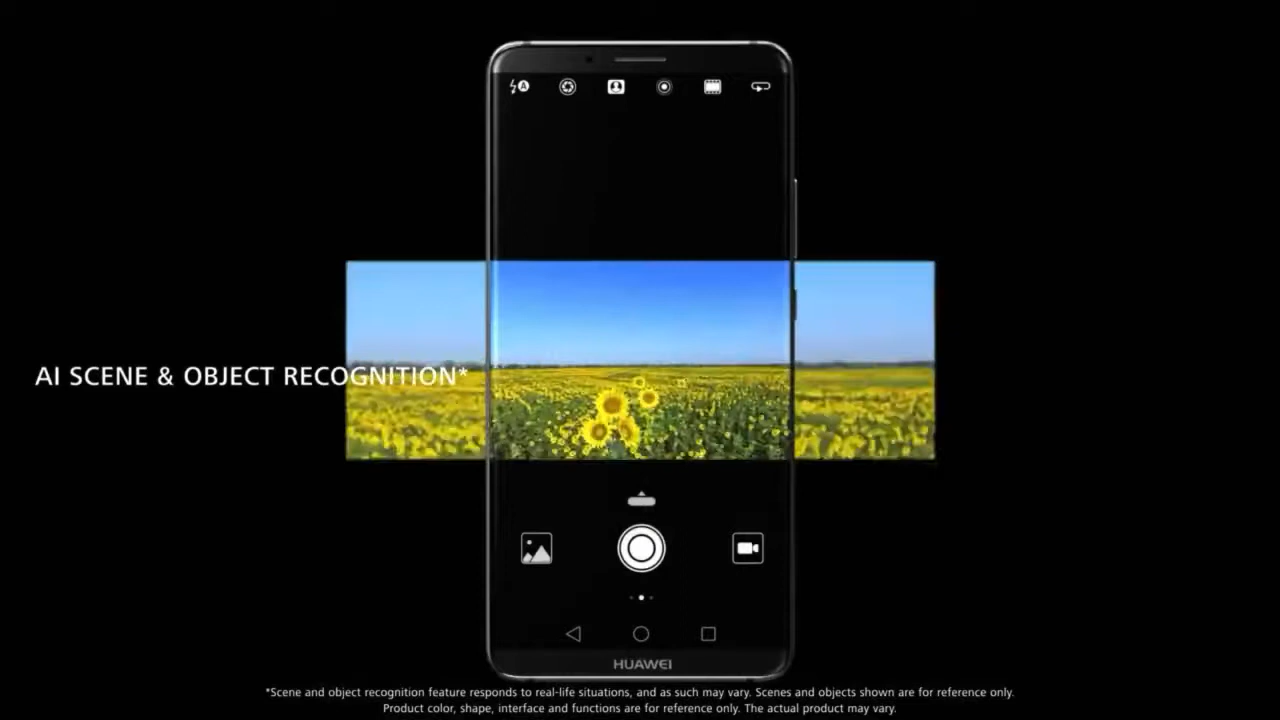 A
AI SCENE & OBJECT RECOGNITION*
HUAWEI
*Scene and object recognition feature responds to real-life situations, and as such may vary. Scenes and objects shown are for reference only.
Product color, shape, interface and functions are for reference only. The actual product may vary.